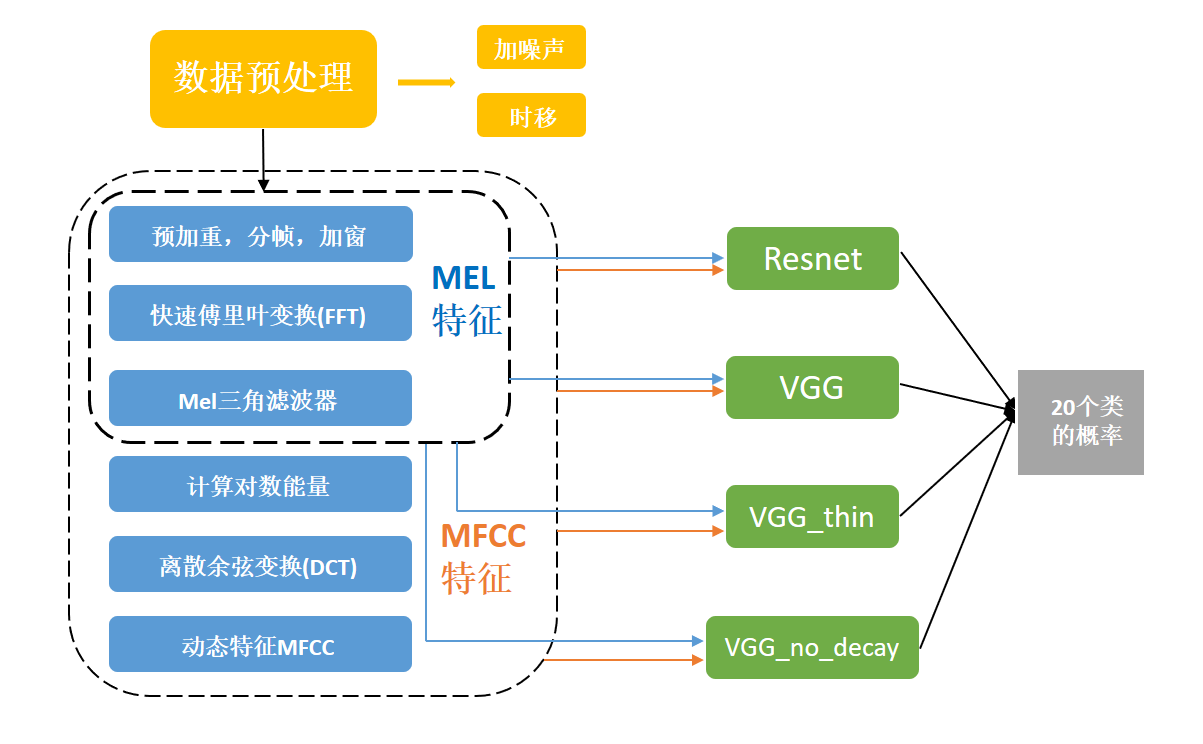 数据预处理
加噪声
时移
预加重，分帧，加窗
快速傅里叶变换(FFT)
Mel三角滤波器
MEL
特征
计算对数能量
离散余弦变换(DCT)
动态特征MFCC
MFCC
特征
Resnet
VGG
VGG_thin
VGG_no_decay
20个类
的概率